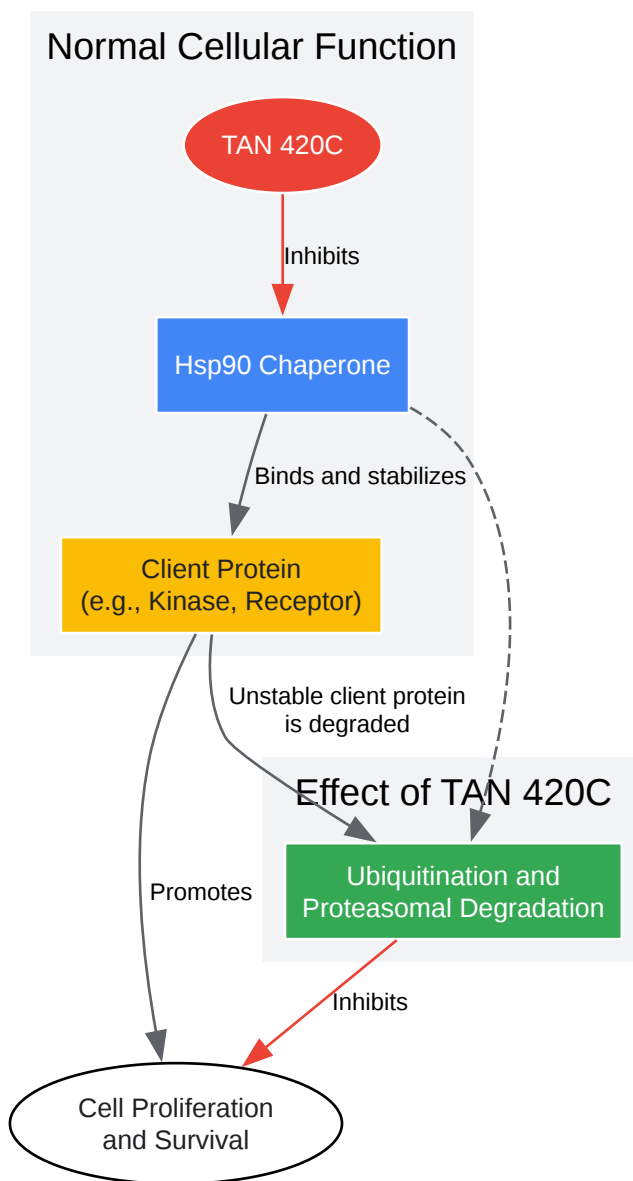 Normal Cellular Function
TAN 420C
Inhibits
Hsp90 Chaperone
Binds and stabilizes
Client Protein
(e.g., Kinase, Receptor)
Unstable client protein
is degraded
Effect of TAN 420C
Ubiquitination and
Proteasomal Degradation
Promotes
Inhibits
Cell Proliferation
and Survival